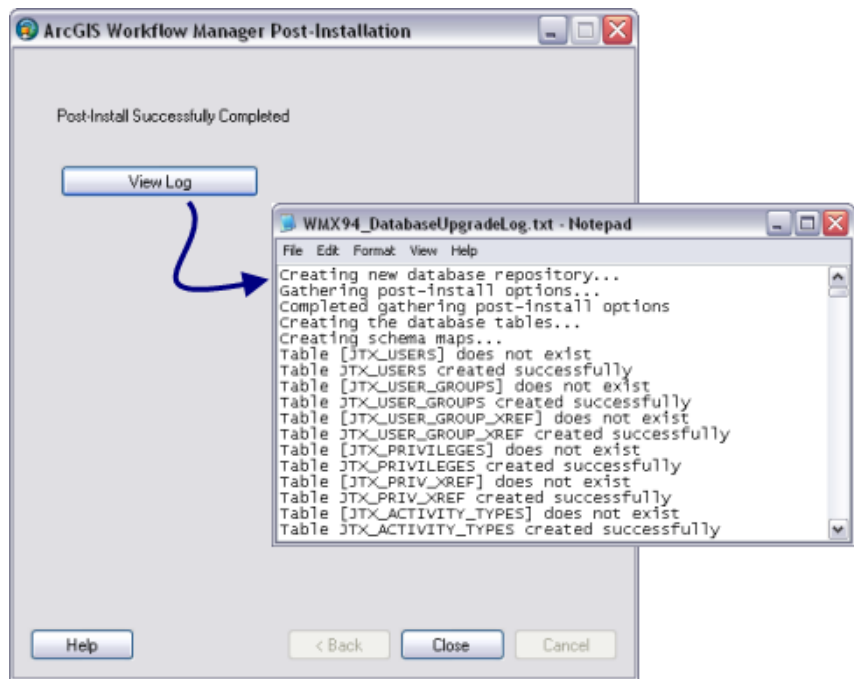 ArcGIS Workflow Manager Post-Installation
Post-Install Successfully Completed
View Log
WMX94_DatabaseUpgradeLog.txt - Notepad
File Edit Format View Help
Creating new database repository...
Gathering post-install options...
Completed gathering post-install options
Creating the database tables...
Creating schema maps...
Table [JTX_USERS] does not exist
Table JTX_USERS created successfully
Table [JTX_USER_GROUPS] does not exist
Table JTX_USER_GROUPS created successfully
Table [JTX_USER_GROUP_XREF] does not exist
Table JTX_USER_GROUP_XREF created successfully
Table [JTX_PRIVILEGES] does not exist
Table JTX_PRIVILEGES created successfully
Table [JTX_PRIV_XREF] does not exist
Table JTX_PRIV_XREF created successfully
Table [JTX_ACTIVITY_TYPES] does not exist
Table JTX_ACTIVITY_TYPES created successfully
Help < Back Close Cancel